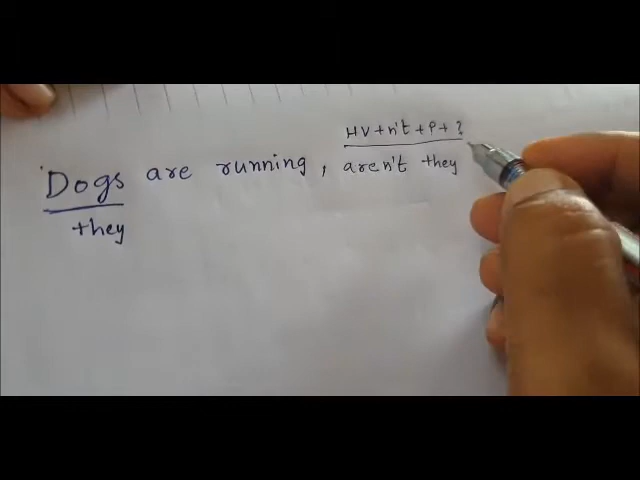 HV + n't + P + ?
Dogs are running, aren't they
they